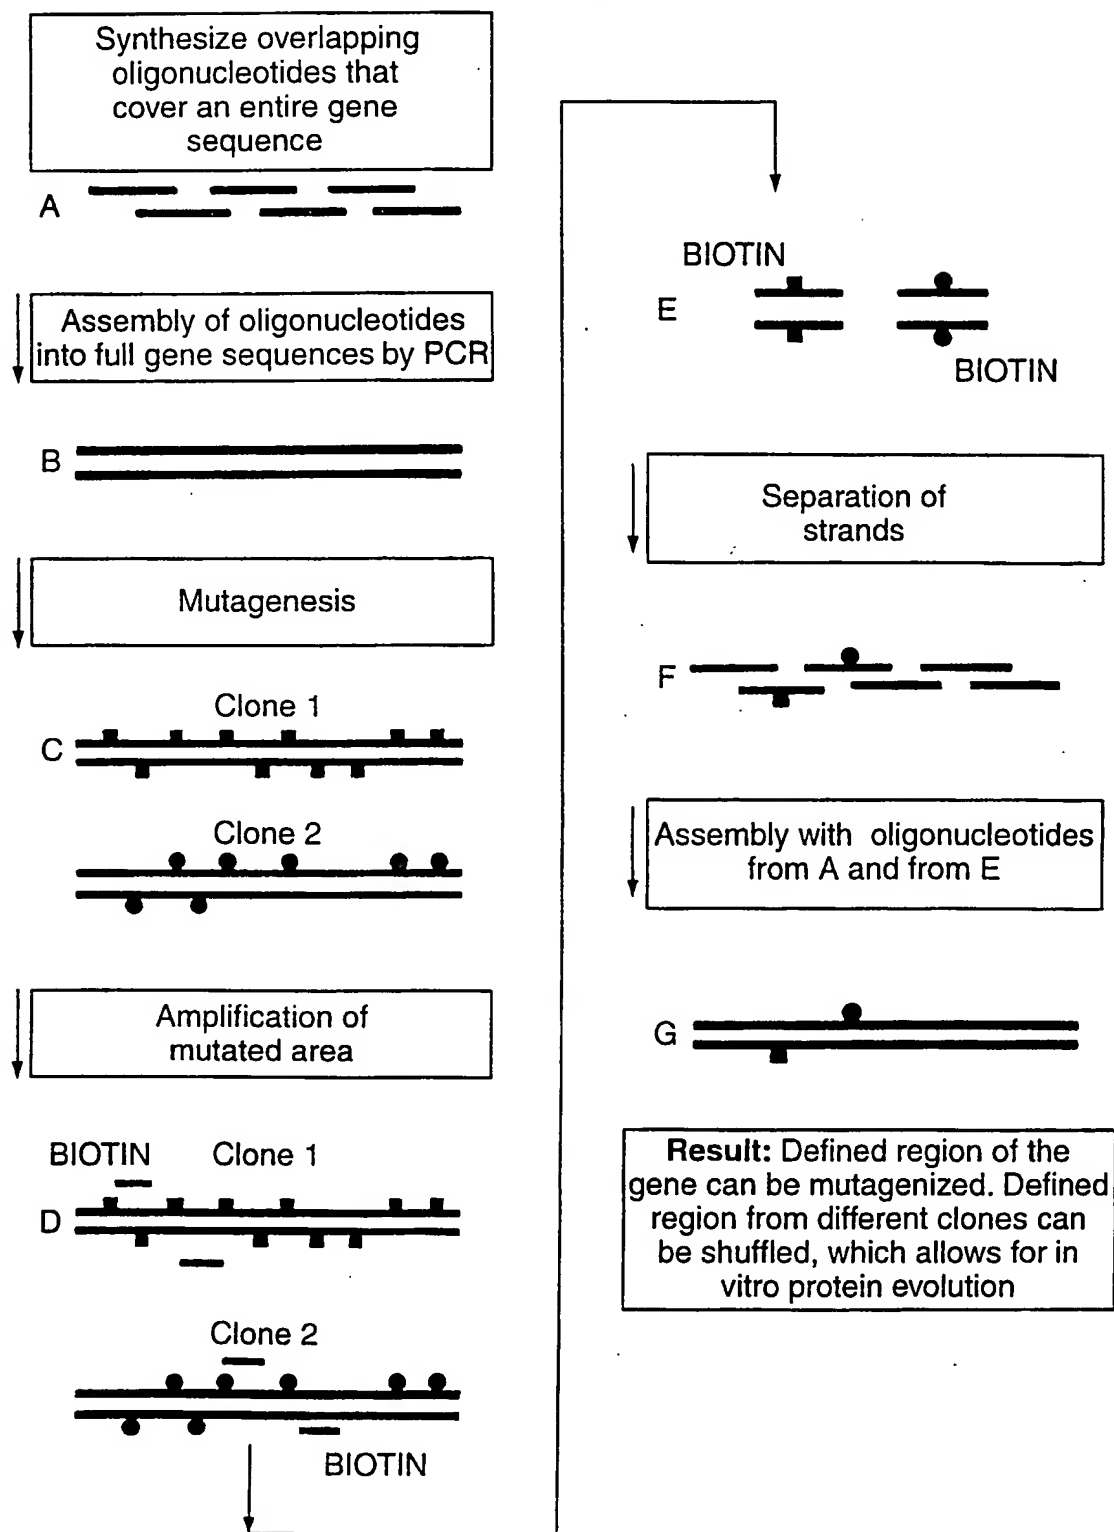 Synthesize overlapping
oligonucleotides that
cover an entire gene
sequence
A
Assembly of oligonucleotides
into full gene sequences by PCR
B
Mutagenesis
Clone 1
C
Clone 2
Amplification of
mutated area
BIOTIN Clone 1
D
Clone 2
BIOTIN
BIOTIN
E
BIOTIN
Separation of
strands
F
Assembly with oligonucleotides
from A and from E
G
Result: Defined region of the
gene can be mutagenized. Defined
region from different clones can
be shuffled, which allows for in
vitro protein evolution